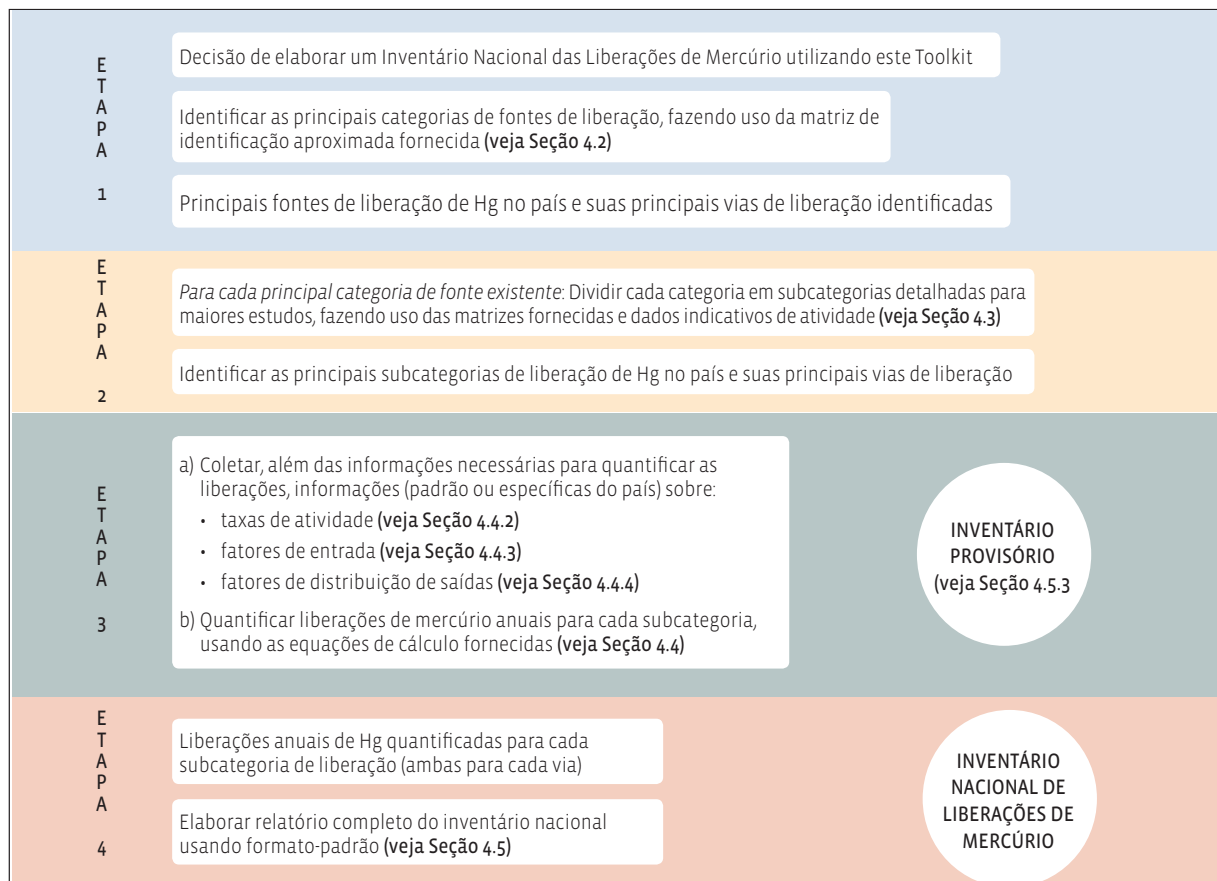 ETAPA 1
Decisão de elaborar um Inventário Nacional das Liberações de Mercúrio utilizando este Toolkit
Identificar as principais categorias de fontes de liberação, fazendo uso da matriz de
identificação aproximada fornecida (veja Seção 4.2)
Principais fontes de liberação de Hg no país e suas principais vias de liberação identificadas
ETAPA 2
Para cada principal categoria de fonte existente: Dividir cada categoria em subcategorias detalhadas para
maiores estudos, fazendo uso das matrizes fornecidas e dados indicativos de atividade (veja Seção 4.3)
Identificar as principais subcategorias de liberação de Hg no país e suas principais vias de liberação
ETAPA 3
a) Coletar, além das informações necessárias para quantificar as
liberações, informações (padrão ou específicas do país) sobre:
• taxas de atividade (veja Seção 4.4.2)
• fatores de entrada (veja Seção 4.4.3)
• fatores de distribuição de saídas (veja Seção 4.4.4)
b) Quantificar liberações de mercúrio anuais para cada subcategoria,
usando as equações de cálculo fornecidas (veja Seção 4.4)
INVENTÁRIO
PROVISÓRIO
(veja Seção 4.5.3
ETAPA 4
Liberações anuais de Hg quantificadas para cada
subcategoria de liberação (ambas para cada via)
Elaborar relatório completo do inventário nacional
usando formato-padrão (veja Seção 4.5)
INVENTÁRIO
NACIONAL DE
LIBERAÇÕES DE
MERCÚRIO